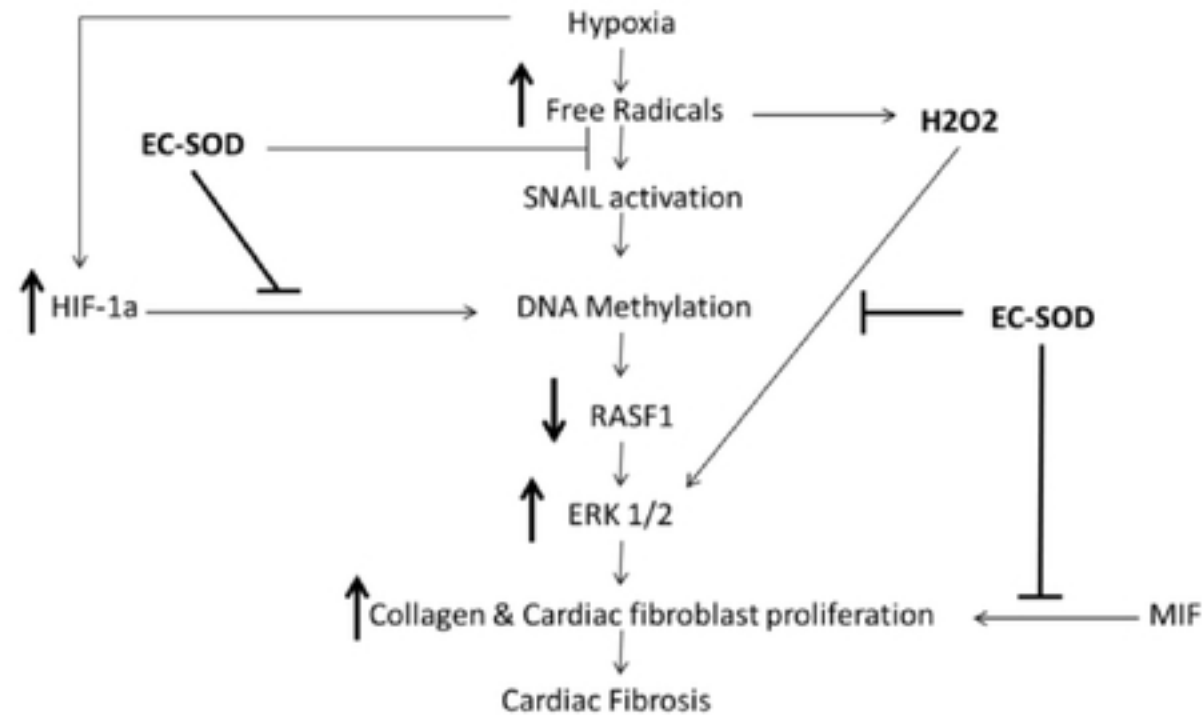 Hypoxia
Free Radicals
H2O2
EC-SOD
SNAIL activation
HIF-1a
DNA Methylation
EC-SOD
RASF1
ERK 1/2
Collagen & Cardiac fibroblast proliferation
MIF
Cardiac Fibrosis